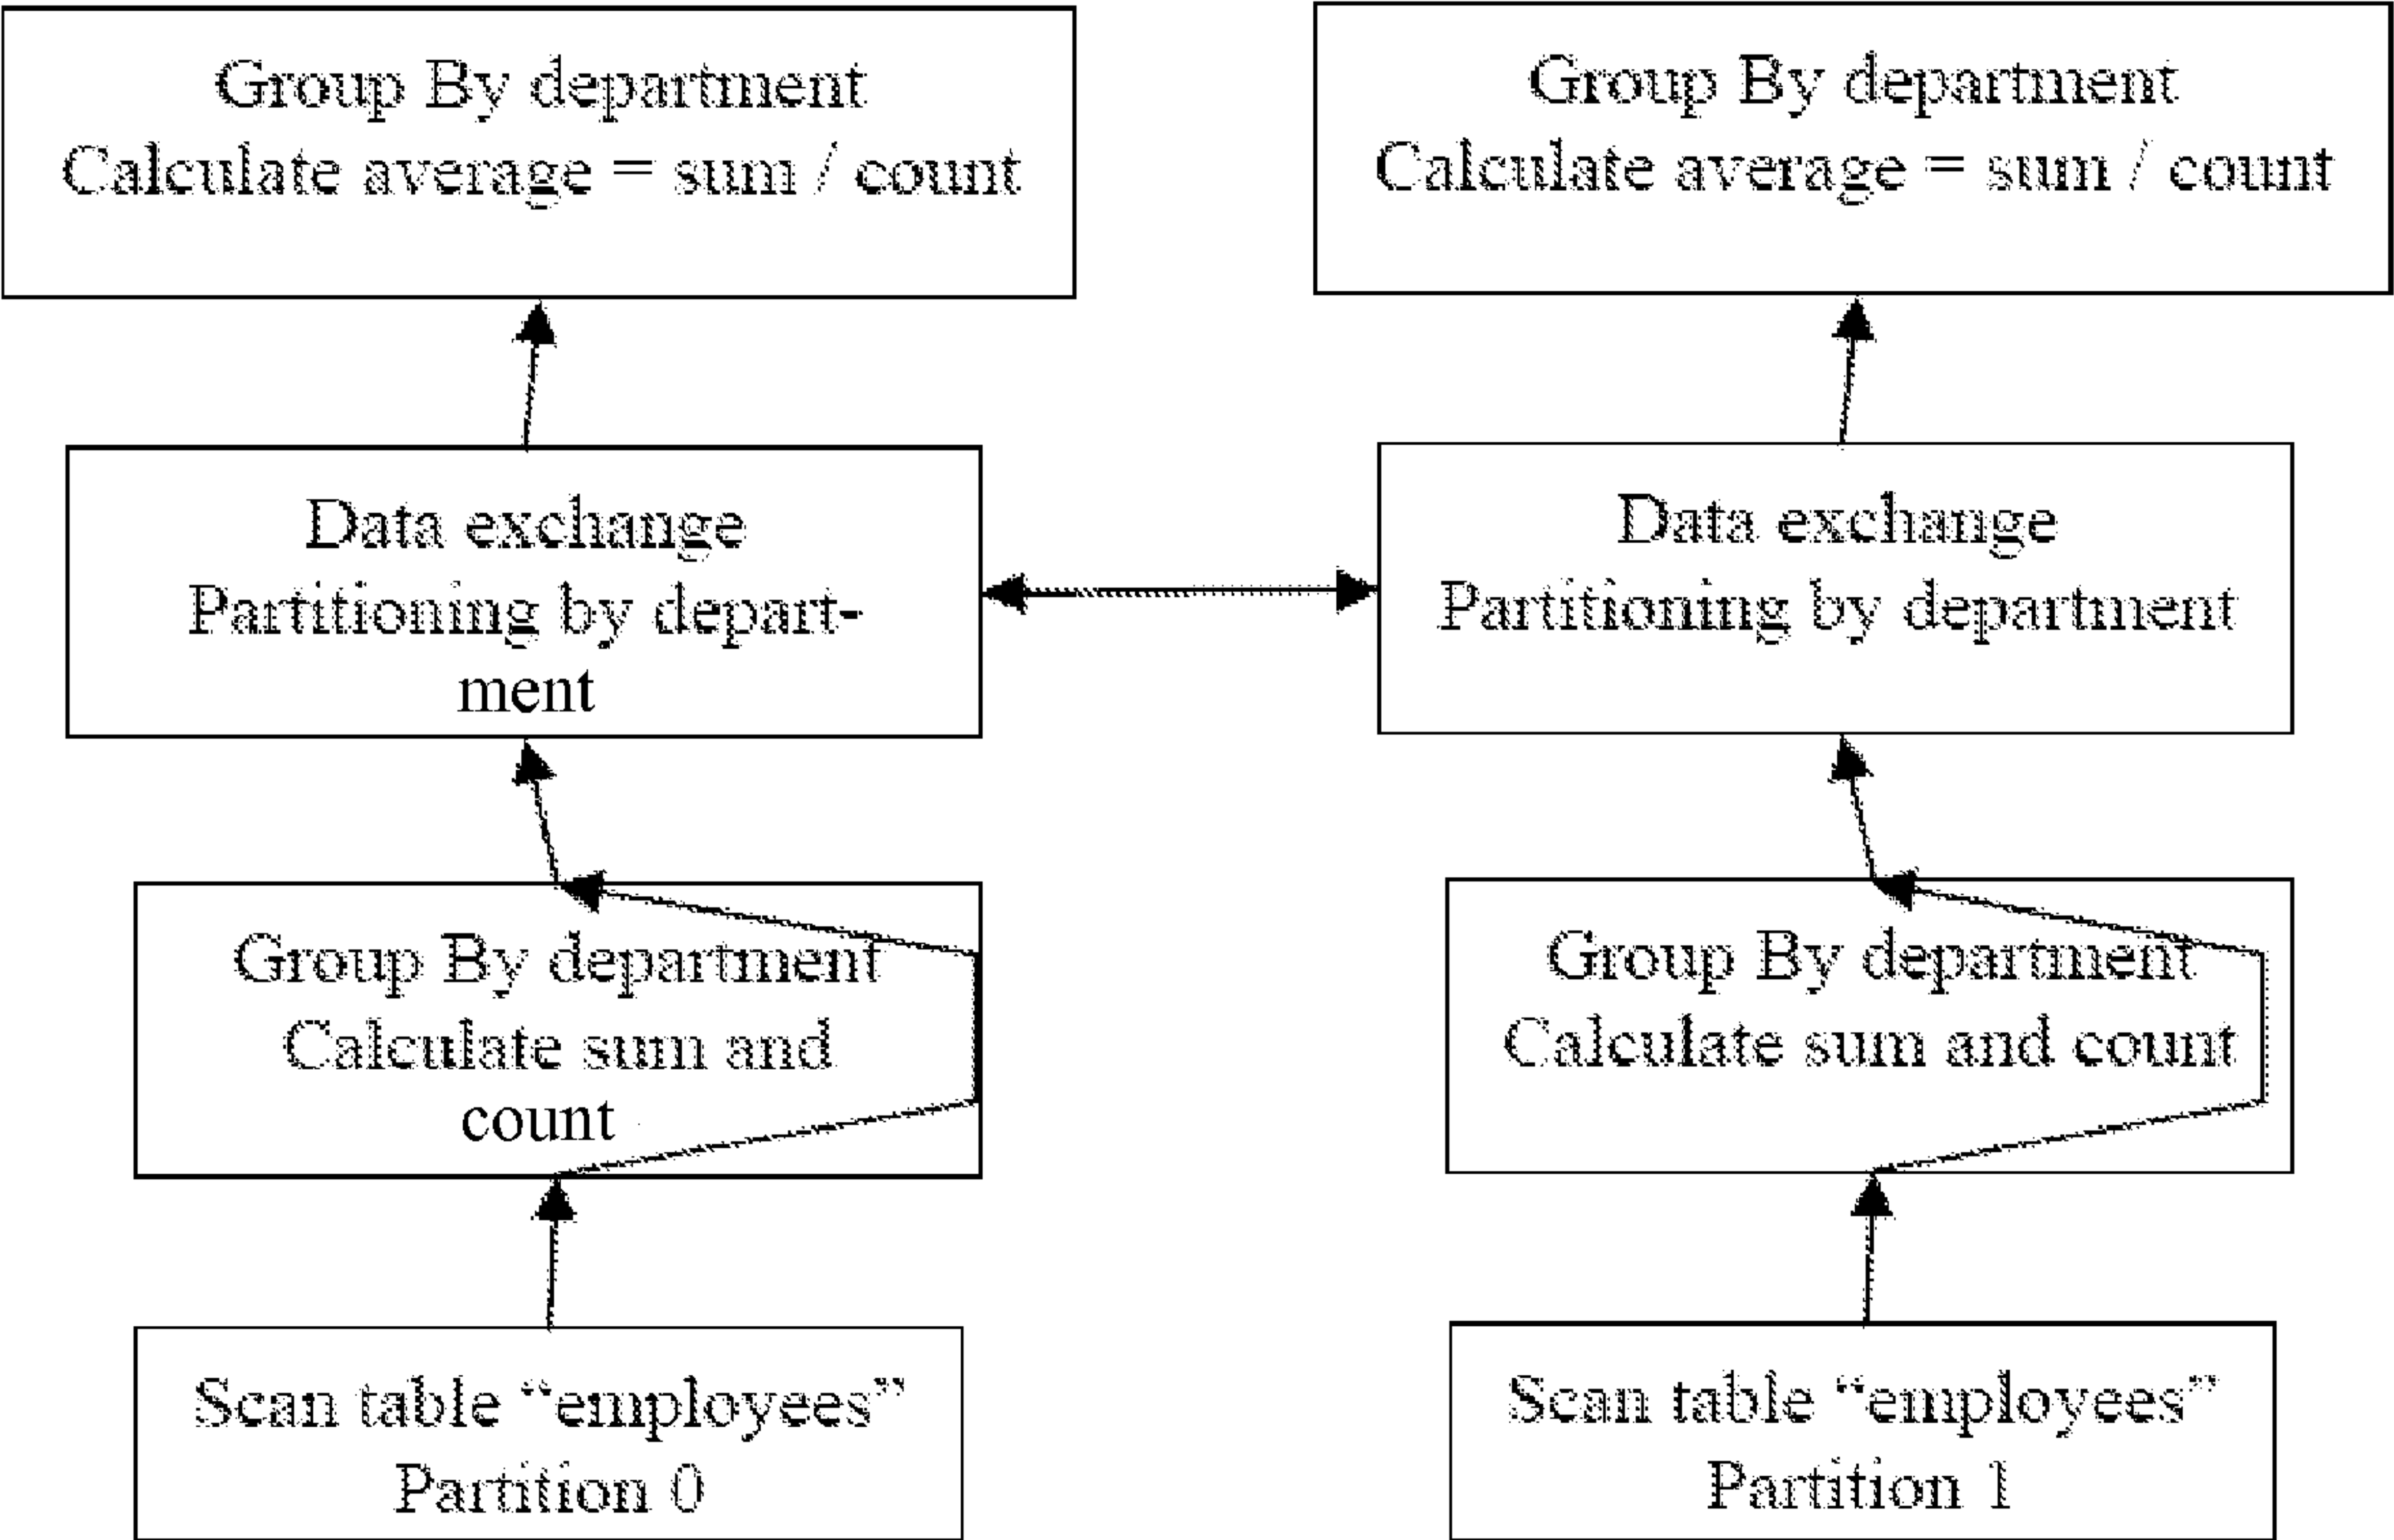 Group By department
Calculate average = sum / count
Group By department
Calculate average = sum / count
Data exchange
Partitioning by depart-
ment
Data exchange
Partitioning by department
Group By department
Calculate sum and
count
Group By department
Calculate sum and count
Scan table “employees”
Partition 0
Scan table “employees”
Partition 1